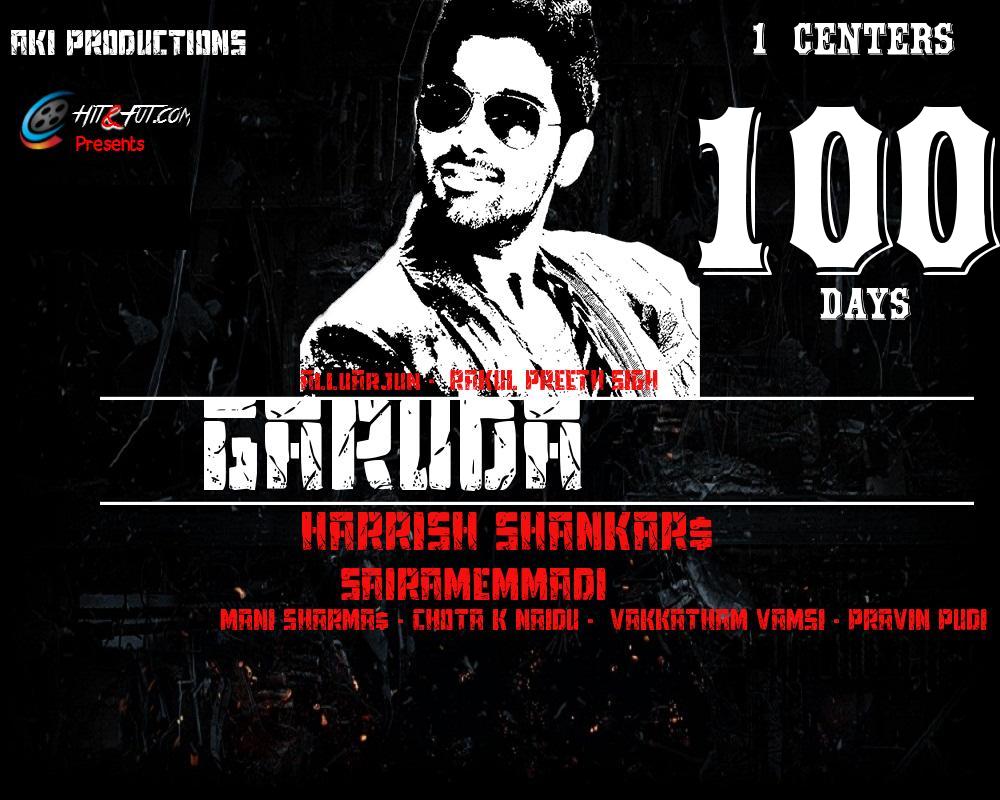 AKI PRODUCTIONS
1 CENTERS
HIT&FUT.COM
Presents
100
DAYS
ALLUARJUN - RAKUL PREETH SIGH
GARUDA
HARRISH SHANKAR$
SAIRAMEMMADI
MANI SHARMA$ - CHOTA K NAIDU - VAKKATHAM VAMSI - PRAVIN PUDI